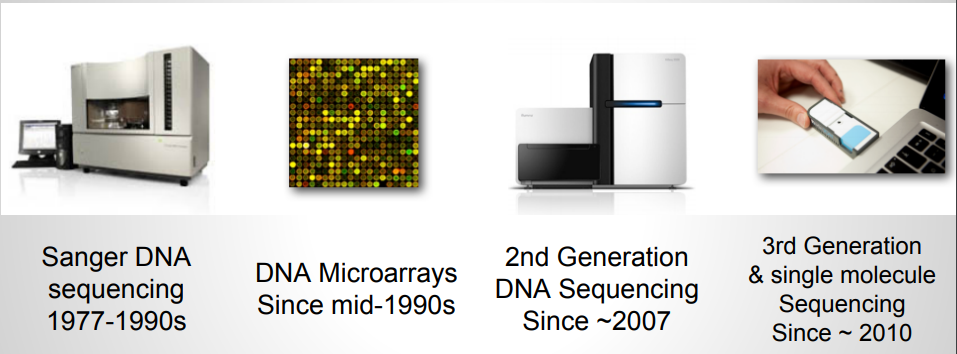 Sanger DNA
sequencing
1977-1990s
DNA Microarrays
Since mid-1990s
2nd Generation
DNA Sequencing
Since ~2007
3rd Generation
& single molecule
Sequencing
Since ~ 2010